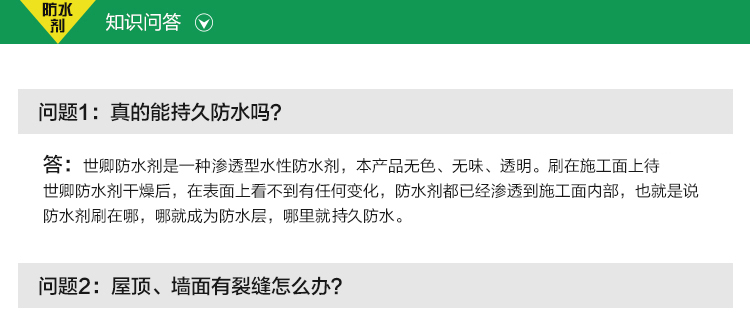 防水
剂
知识问答
问题1：真的能持久防水吗？
答：世卿防水剂是一种渗透型水性防水剂，本产品无色、无味、透明。刷在施工面上待
世卿防水剂干燥后，在表面上看不到有任何变化，防水剂都已经渗透到施工面内部，也就是说
防水剂刷在哪，哪就成为防水层，哪里就持久防水。
问题2：屋顶、墙面有裂缝怎么办？